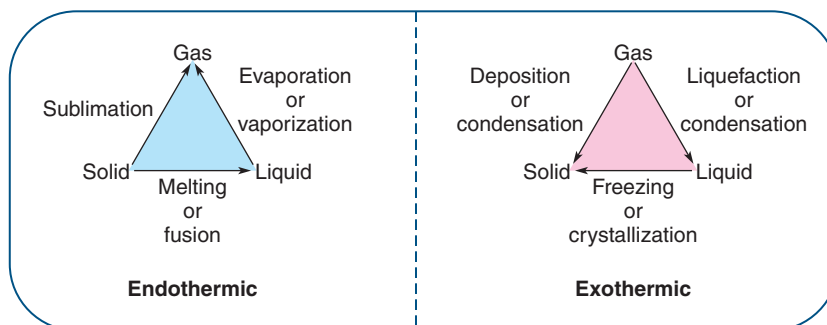 Gas
Sublimation
Evaporation
or
vaporization
Solid
Liquid
Melting
or
fusion
Endothermic
Gas
Deposition
or
condensation
Liquefaction
or
condensation
Solid
Liquid
Freezing
or
crystallization
Exothermic